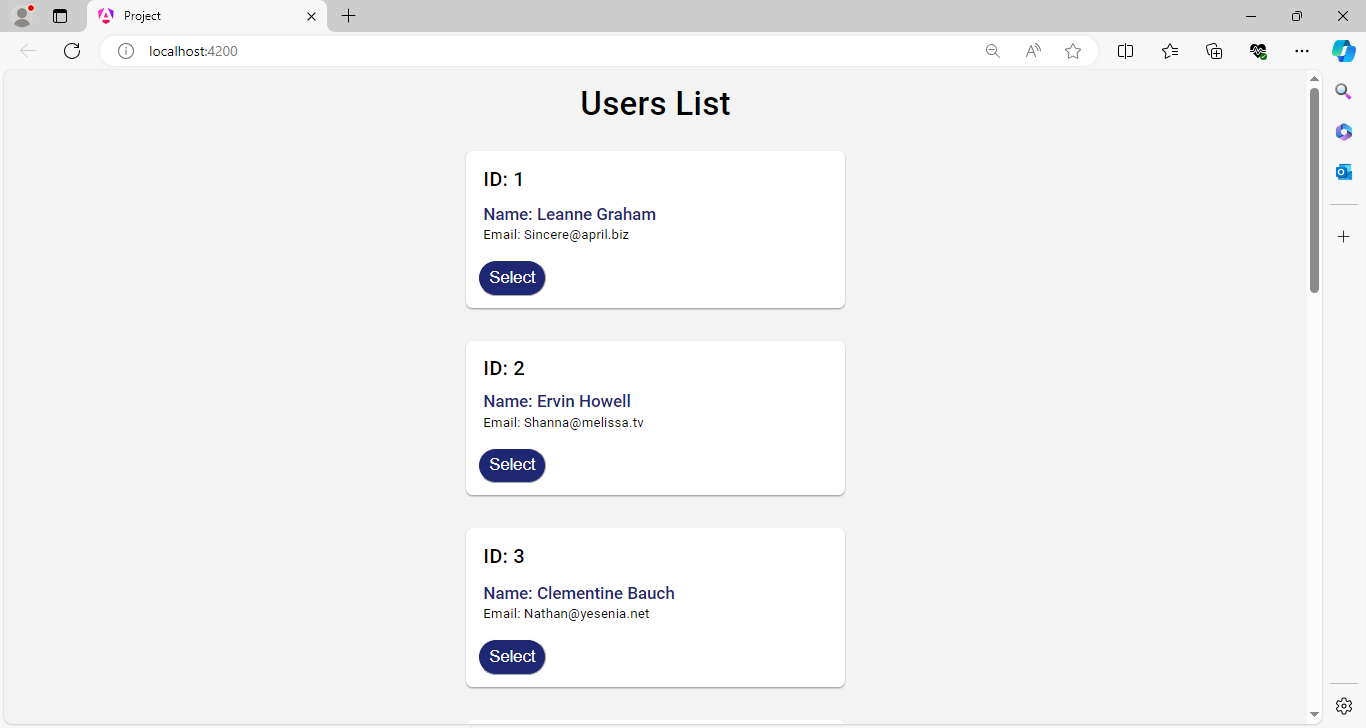 Project
localhost:4200
Users List
ID: 1
Name: Leanne Graham
Email: Sincere@april.biz
Select
ID: 2
Name: Ervin Howell
Email: Shanna@melissa.tv
Select
ID: 3
Name: Clementine Bauch
Email: Nathan@yesenia.net
Select